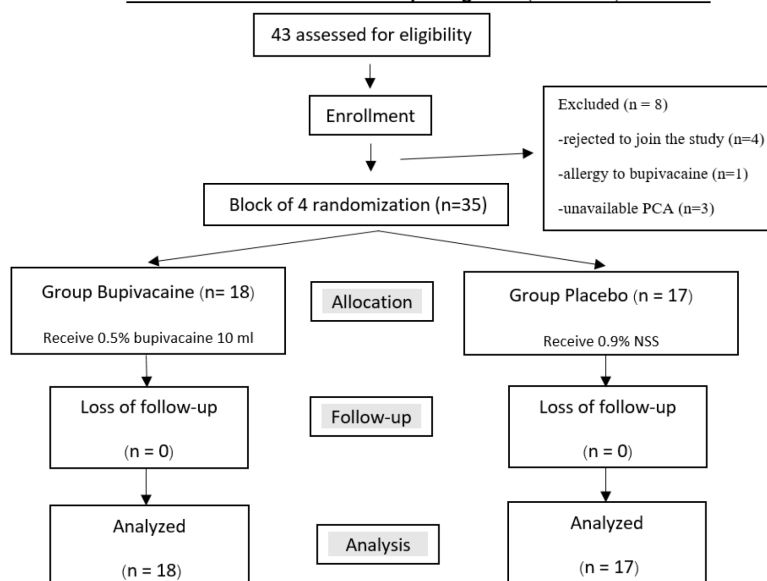 43 assessed for eligibility
Enrollment
Excluded (n = 8)
-rejected to join the study (n=4)
-allergy to bupivacaine (n=1)
-unavailable PCA (n=3)
Block of 4 randomization (n=35)
Group Bupivacaine (n= 18)
Receive 0.5% bupivacaine 10 ml
Allocation
Group Placebo (n = 17)
Receive 0.9% NSS
Loss of follow-up
(n = 0)
Follow-up
Loss of follow-up
(n = 0)
Analyzed
(n = 18)
Analysis
Analyzed
(n = 17)